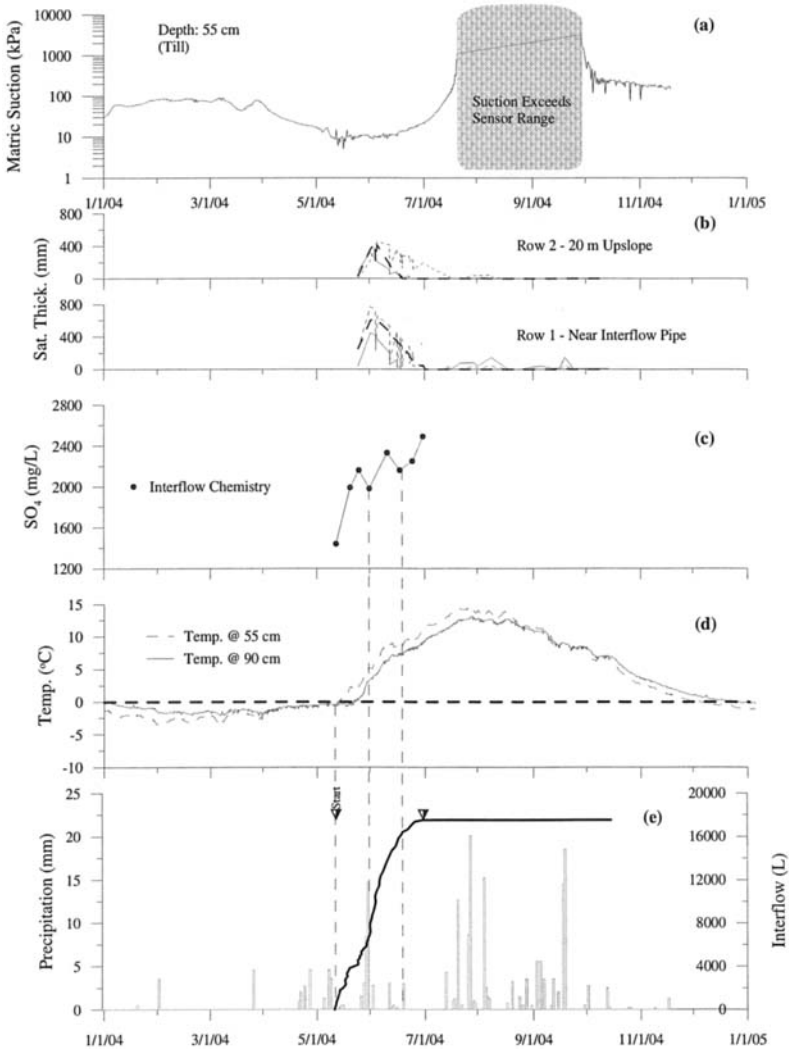 (a)
Depth: 55 cm
(Till)
Suction Exceeds
Sensor Range
Matric Suction (kPa)
10000
1000
100
10
1
1/1/04 3/1/04 5/1/04 7/1/04 9/1/04 11/1/04 1/1/05
(b)
Row 2 - 20 m Upslope
Row 1 - Near Interflow Pipe
Sat. Thick. (mm)
800
400
0
800
400
0
(c)
Interflow Chemistry
SO4 (mg/L)
2800
2400
2000
1600
1200
(d)
Temp. @ 55 cm
Temp. @ 90 cm
Temp. (oC)
15
10
5
0
-5
-10
(e)
Start
Precipitation (mm)
25
22
20
15
10
5
0
Interflow (L)
20000
16000
12000
8000
4000
0
1/1/04 3/1/04 5/1/04 7/1/04 9/1/04 11/1/04 1/1/05